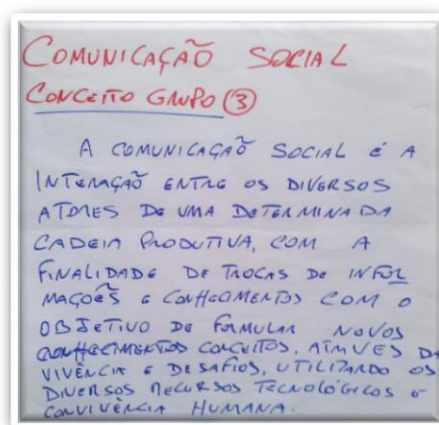 COMUNICAÇÃO SOCIAL
CONCEITO GRUPO (3)
A COMUNICAÇÃO SOCIAL É A
INTERAÇÃO ENTRE OS DIVERSOS
ATORES DE UMA DETERMINADA
CADEIA PRODUTIVA, COM A
FINALIDADE DE TROCAS DE INFOR
MAÇÕES E CONHECIMENTOS COM O
OBJETIVO DE FORMULAR NOVOS
CONHECIMENTOS CONCEITOS, ATRAVÉS DA
VIVÊNCIA E DESAFIOS, UTILIZANDO OS
DIVERSOS RECURSOS TECNOLÓGICOS E
CONVIVÊNCIA HUMANA.